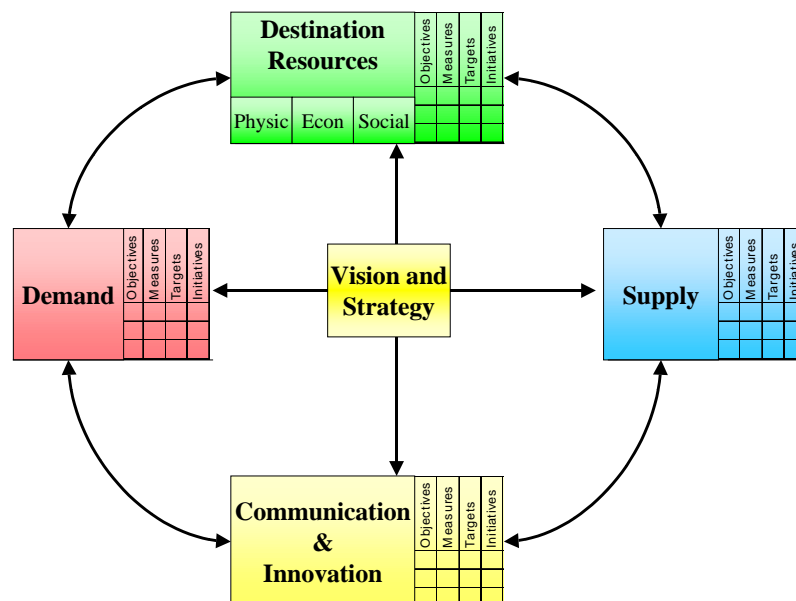 Destination
Resources
Objectives
Measures
Targets
Initiatives
Physic
Econ
Social
Demand
Objectives
Measures
Targets
Initiatives
Vision and
Strategy
Supply
Objectives
Measures
Targets
Initiatives
Communication
&
Innovation
Objectives
Measures
Targets
Initiatives